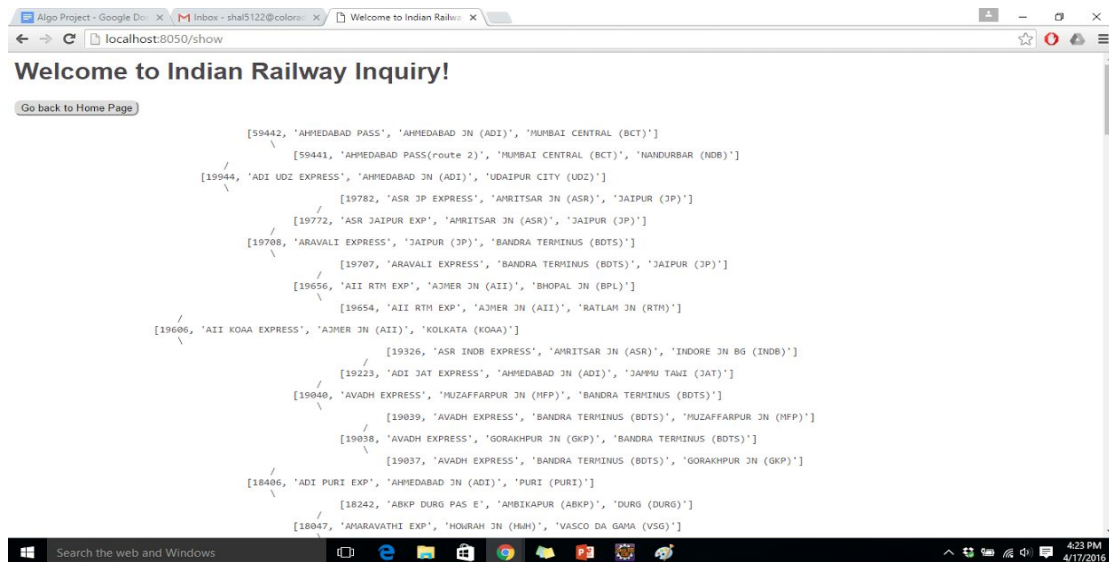 Algo Project - Google Do
Inbox - shal5122@colorac
Welcome to Indian Railwa
localhost:8050/show
Welcome to Indian Railway Inquiry!
Go back to Home Page
[59442, 'AHMEDABAD PASS', 'AHMEDABAD JN (ADI)', 'MUMBAI CENTRAL (BCT)']
\
[59441, 'AHMEDABAD PASS(route 2)', 'MUMBAI CENTRAL (BCT)', 'NANDURBAR (NDB)']
/
[19944, 'ADI UDZ EXPRESS', 'AHMEDABAD JN (ADI)', 'UDAIPUR CITY (UDZ)']
\
[19782, 'ASR JP EXPRESS', 'AMRITSAR JN (ASR)', 'JAIPUR (JP)']
/
[19772, 'ASR JAIPUR EXP', 'AMRITSAR JN (ASR)', 'JAIPUR (JP)']
/
[19708, 'ARAVALI EXPRESS', 'JAIPUR (JP)', 'BANDRA TERMINUS (BDTS)']
\
[19707, 'ARAVALI EXPRESS', 'BANDRA TERMINUS (BDTS)', 'JAIPUR (JP)']
/
[19656, 'AII RTM EXP', 'AJMER JN (AII)', 'BHOPAL JN (BPL)']
\
[19654, 'AII RTM EXP', 'AJMER JN (AII)', 'RATLAM JN (RTM)']
/
[19606, 'AII KOAA EXPRESS', 'AJMER JN (AII)', 'KOLKATA (KOAA)']
\
[19326, 'ASR INDB EXPRESS', 'AMRITSAR JN (ASR)', 'INDORE JN BG (INDB)']
/
[19223, 'ADI JAT EXPRESS', 'AHMEDABAD JN (ADI)', 'JAMMU TAWI (JAT)']
/
[19040, 'AVADH EXPRESS', 'MUZAFFARPUR JN (MFP)', 'BANDRA TERMINUS (BDTS)']
\
[19039, 'AVADH EXPRESS', 'BANDRA TERMINUS (BDTS)', 'MUZAFFARPUR JN (MFP)']
/
[19038, 'AVADH EXPRESS', 'GORAKHPUR JN (GKP)', 'BANDRA TERMINUS (BDTS)']
\
[19037, 'AVADH EXPRESS', 'BANDRA TERMINUS (BDTS)', 'GORAKHPUR JN (GKP)']
/
[18406, 'ADI PURI EXP', 'AHMEDABAD JN (ADI)', 'PURI (PURI)']
\
[18242, 'ABKP DURG PAS E', 'AMBIKAPUR (ABKP)', 'DURG (DURG)']
/
[18047, 'AMARAVATHI EXP', 'HOWRAH JN (HWH)', 'VASCO DA GAMA (VSG)']
\
Search the web and Windows
4:23 PM
4/17/2016